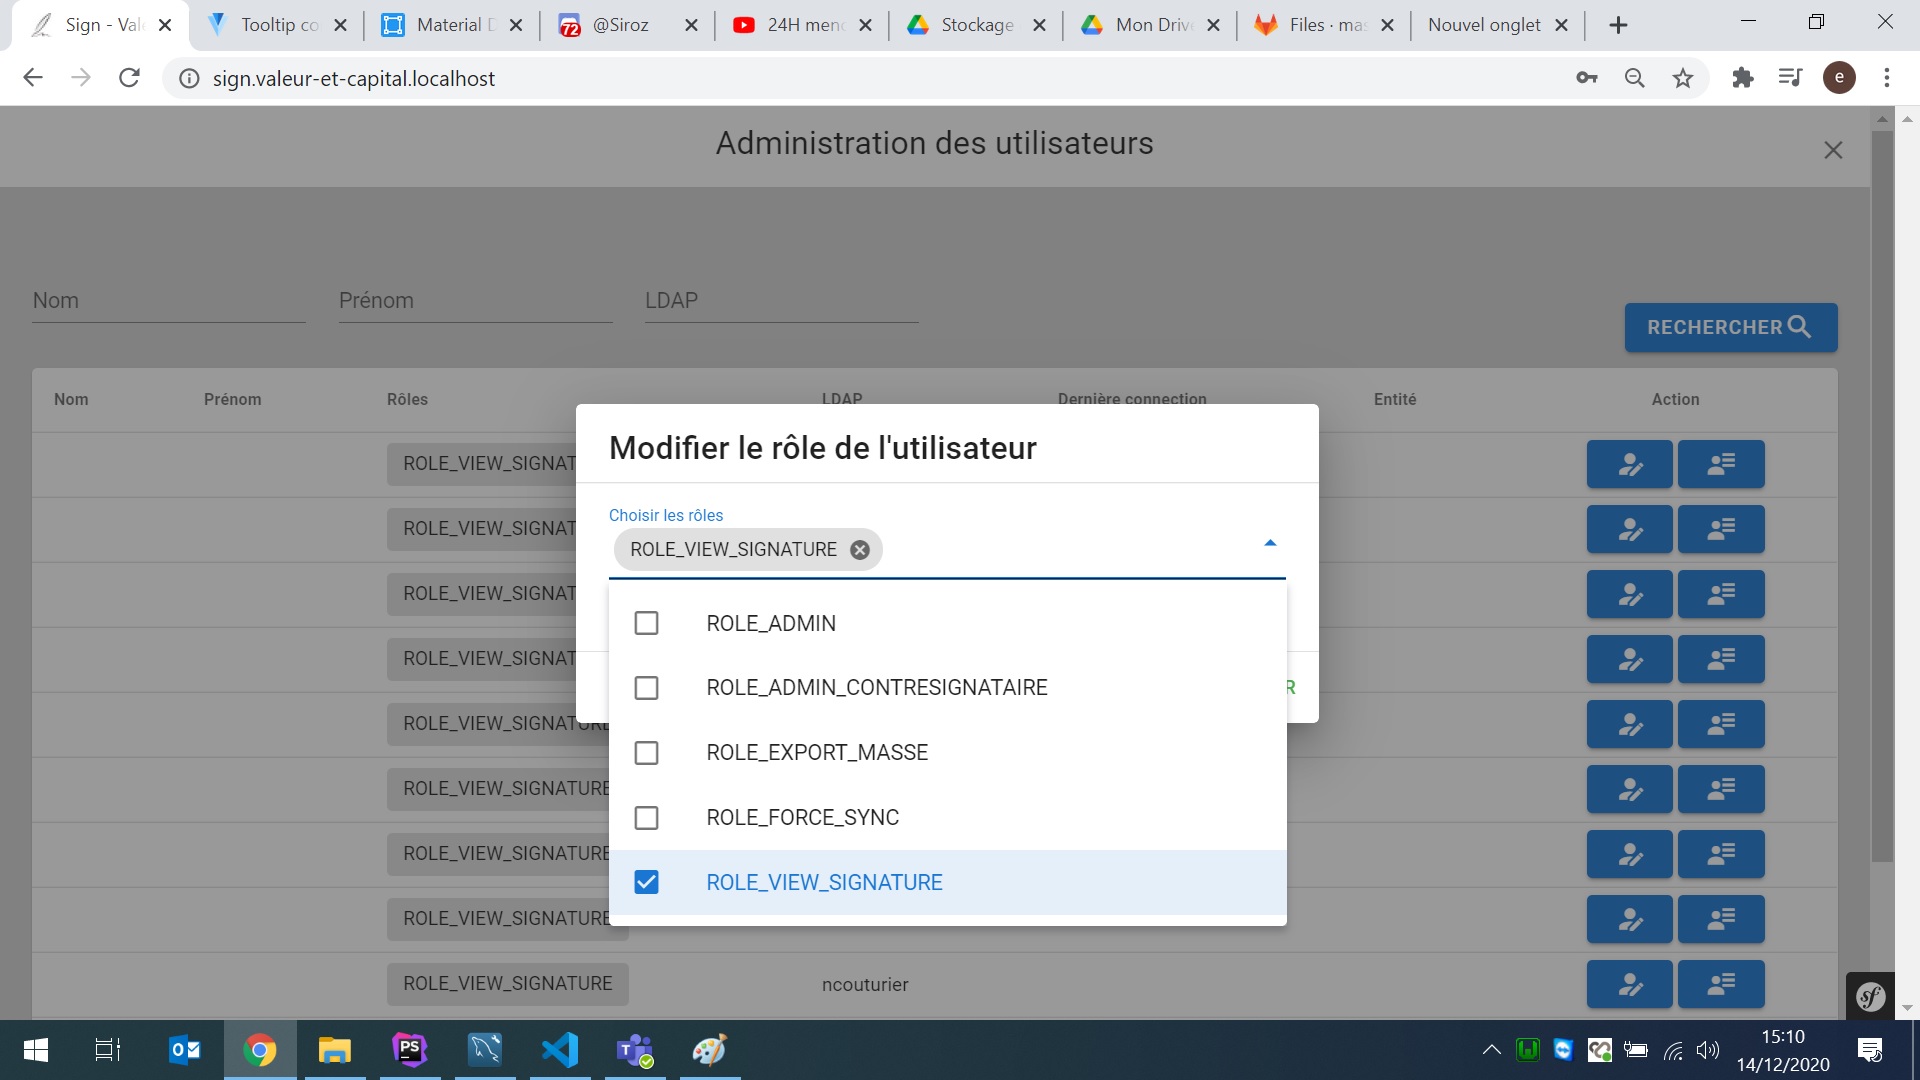 Sign - Val
Tooltip co
Material D
@Siroz
24H men
Stockage
Mon Driv
Files · mas
Nouvel onglet
sign.valeur-et-capital.localhost
e
Administration des utilisateurs
Nom
Prénom
LDAP
RECHERCHER
Nom
Prénom
Rôles
LDAP
Dernière connection
Entité
Action
ROLE_VIEW_SIGNAT
ROLE_VIEW_SIGNAT
ROLE_VIEW_SIGNAT
ROLE_VIEW_SIGNAT
ROLE_VIEW_SIGNATURE
ROLE_VIEW_SIGNATURE
ROLE_VIEW_SIGNATURE
ROLE_VIEW_SIGNATURE
ROLE_VIEW_SIGNATURE
ncouturier
Modifier le rôle de l'utilisateur
Choisir les rôles
ROLE_VIEW_SIGNATURE
ROLE_ADMIN
ROLE_ADMIN_CONTRESIGNATAIRE
ROLE_EXPORT_MASSE
ROLE_FORCE_SYNC
ROLE_VIEW_SIGNATURE
R
sf
15:10
14/12/2020